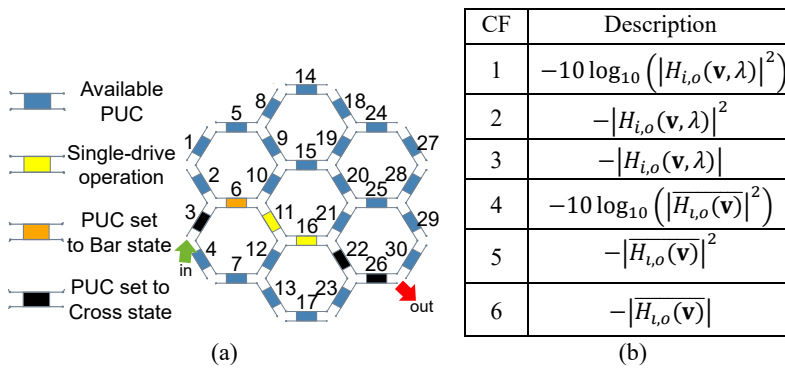 Available
PUC
Single-drive
operation
PUC set
to Bar state
PUC set to
Cross state
14
8
18
5
24
1
9
19
27
15
2
10
20
28
6
25
3
11
21
29
16
4
12
22
30
in
7
26
13
23
17
out
(a)
CF Description
1 −10 log₁₀ (|Hᵢ,ₒ(𝐯, λ)|²)
2 −|Hᵢ,ₒ(𝐯, λ)|²
3 −|Hᵢ,ₒ(𝐯, λ)|
4 −10 log₁₀ (|H̅ᵢ,ₒ(𝐯)|²)
5 −|H̅ᵢ,ₒ(𝐯)|²
6 −|H̅ᵢ,ₒ(𝐯)|
(b)